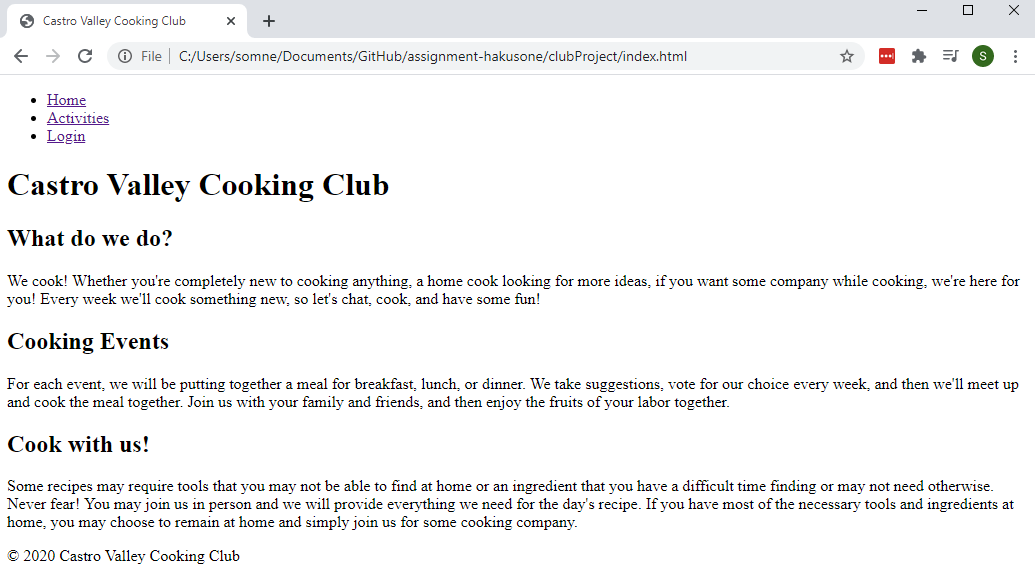 Castro Valley Cooking Club
File
C:/Users/somne/Documents/GitHub/assignment-hakusone/clubProject/index.html
S
Home
Activities
Login
Castro Valley Cooking Club
What do we do?
We cook! Whether you're completely new to cooking anything, a home cook looking for more ideas, if you want some company while cooking, we're here for
you! Every week we'll cook something new, so let's chat, cook, and have some fun!
Cooking Events
For each event, we will be putting together a meal for breakfast, lunch, or dinner. We take suggestions, vote for our choice every week, and then we'll meet up
and cook the meal together. Join us with your family and friends, and then enjoy the fruits of your labor together.
Cook with us!
Some recipes may require tools that you may not be able to find at home or an ingredient that you have a difficult time finding or may not need otherwise.
Never fear! You may join us in person and we will provide everything we need for the day's recipe. If you have most of the necessary tools and ingredients at
home, you may choose to remain at home and simply join us for some cooking company.
© 2020 Castro Valley Cooking Club